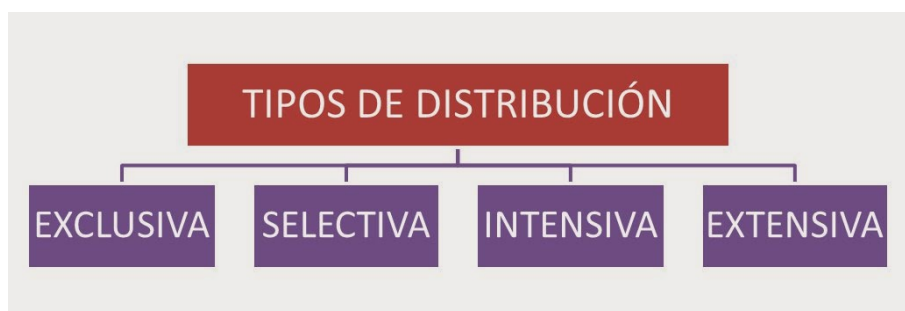 TIPOS DE DISTRIBUCIÓN
EXCLUSIVA
SELECTIVA
INTENSIVA
EXTENSIVA